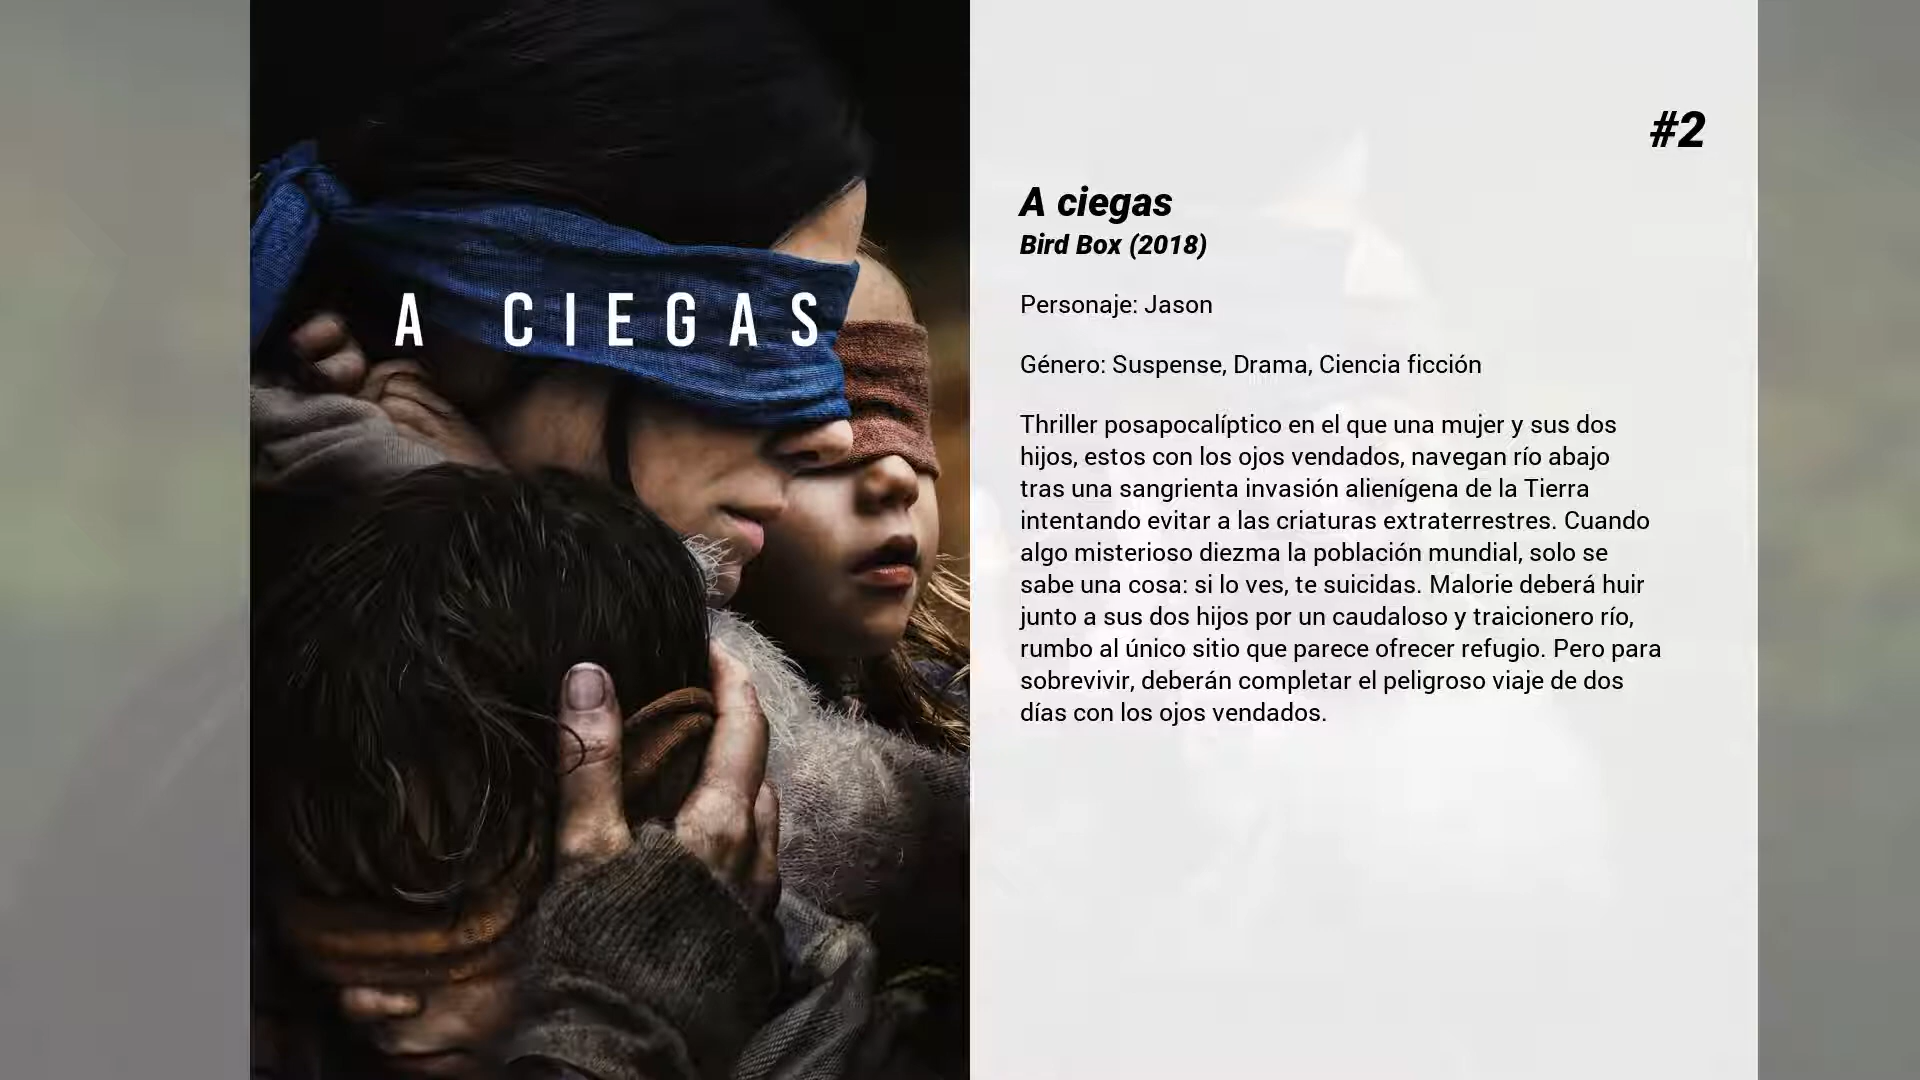 A CIEGAS
#2
A ciegas
Bird Box (2018)
Personaje: Jason
Género: Suspense, Drama, Ciencia ficción
Thriller posapocalíptico en el que una mujer y sus dos
hijos, estos con los ojos vendados, navegan río abajo
tras una sangrienta invasión alienígena de la Tierra
intentando evitar a las criaturas extraterrestres. Cuando
algo misterioso diezma la población mundial, solo se
sabe una cosa: si lo ves, te suicidas. Malorie deberá huir
junto a sus dos hijos por un caudaloso y traicionero río,
rumbo al único sitio que parece ofrecer refugio. Pero para
sobrevivir, deberán completar el peligroso viaje de dos
días con los ojos vendados.